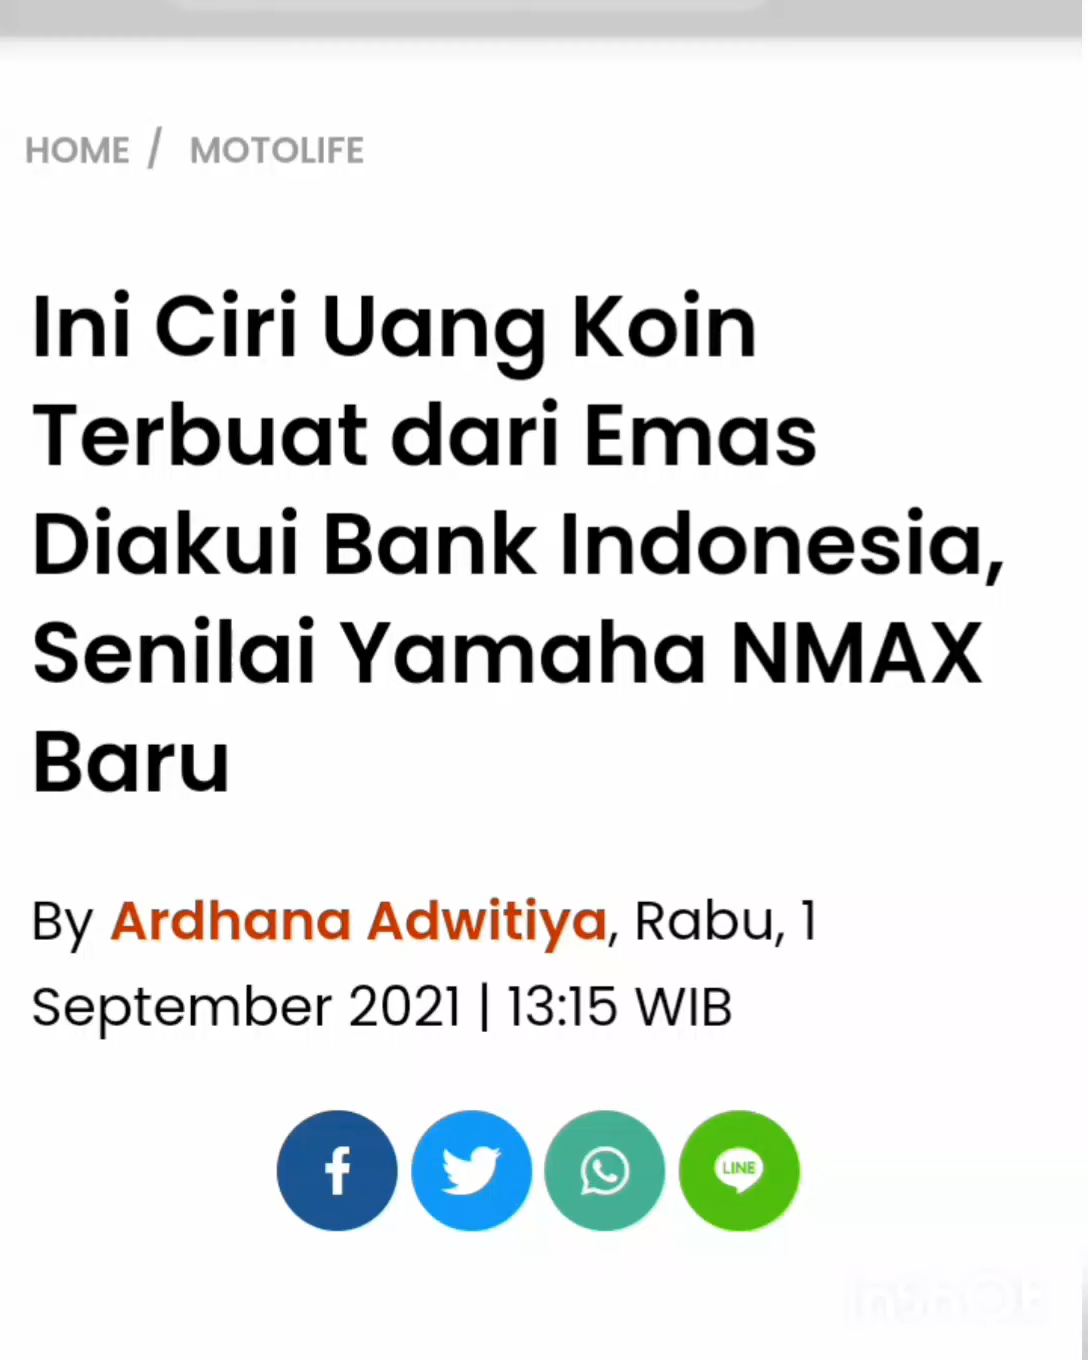 HOME / MOTOLIFE
Ini Ciri Uang Koin
Terbuat dari Emas
Diakui Bank Indonesia,
Senilai Yamaha NMAX
Baru
By Ardhana Adwitiya, Rabu, 1
September 2021 | 13:15 WIB
LINE